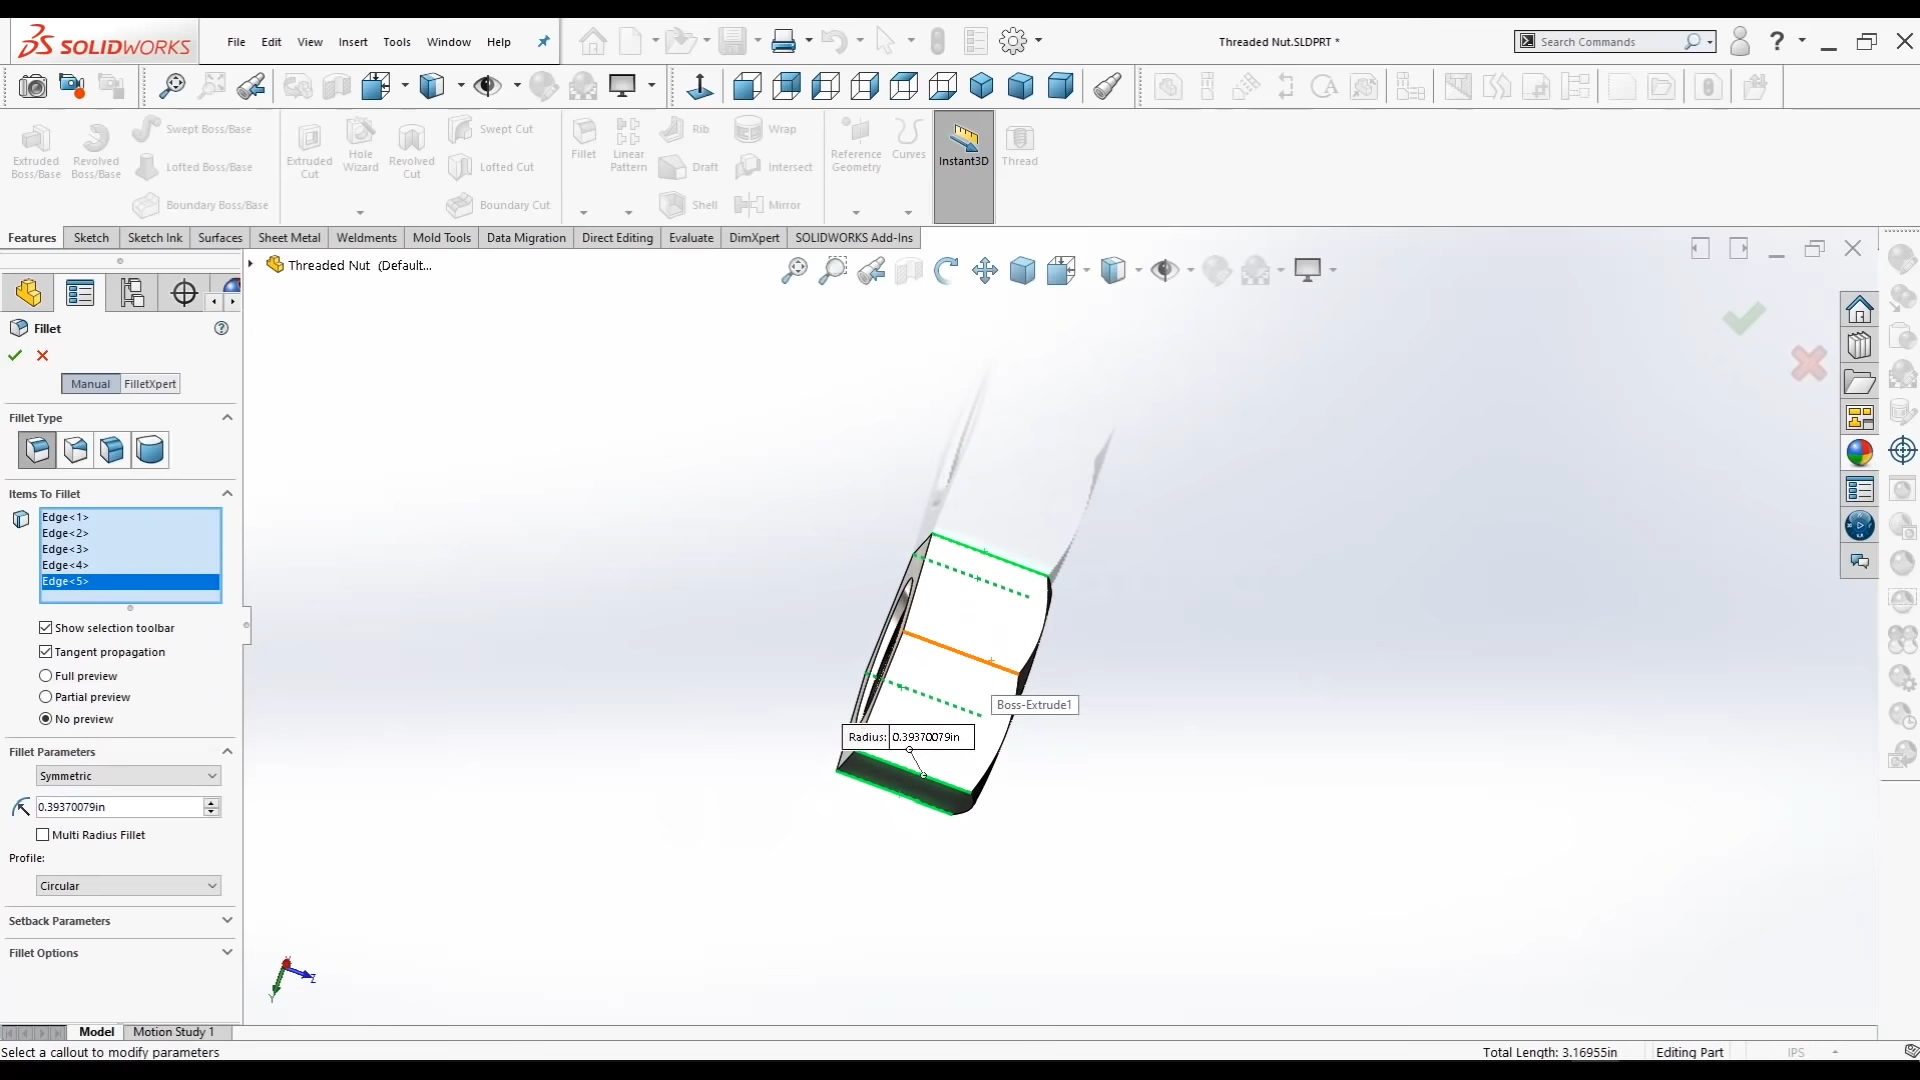 SOLIDWORKS
File Edit View Insert Tools Window Help
Threaded Nut.SLDPRT *
Search Commands
?
Extruded Boss/Base
Revolved Boss/Base
Swept Boss/Base
Lofted Boss/Base
Boundary Boss/Base
Extruded Cut
Hole Wizard
Revolved Cut
Swept Cut
Lofted Cut
Boundary Cut
Fillet
Linear Pattern
Rib
Draft
Shell
Wrap
Intersect
Mirror
Reference Geometry
Curves
Instant3D
Thread
Features Sketch Sketch Ink Surfaces Sheet Metal Weldments Mold Tools Data Migration Direct Editing Evaluate DimXpert SOLIDWORKS Add-Ins
Threaded Nut (Default...
Fillet
?
Manual FilletXpert
Fillet Type
Items To Fillet
Edge<1>
Edge<2>
Edge<3>
Edge<4>
Edge<5>
Show selection toolbar
Tangent propagation
Full preview
Partial preview
No preview
Fillet Parameters
Symmetric
0.39370079in
Multi Radius Fillet
Profile:
Circular
Setback Parameters
Fillet Options
Boss-Extrude1
Radius: 0.39370079in
Z
Y
Model Motion Study 1
Select a callout to modify parameters
Total Length: 3.16955in
Editing Part
IPS